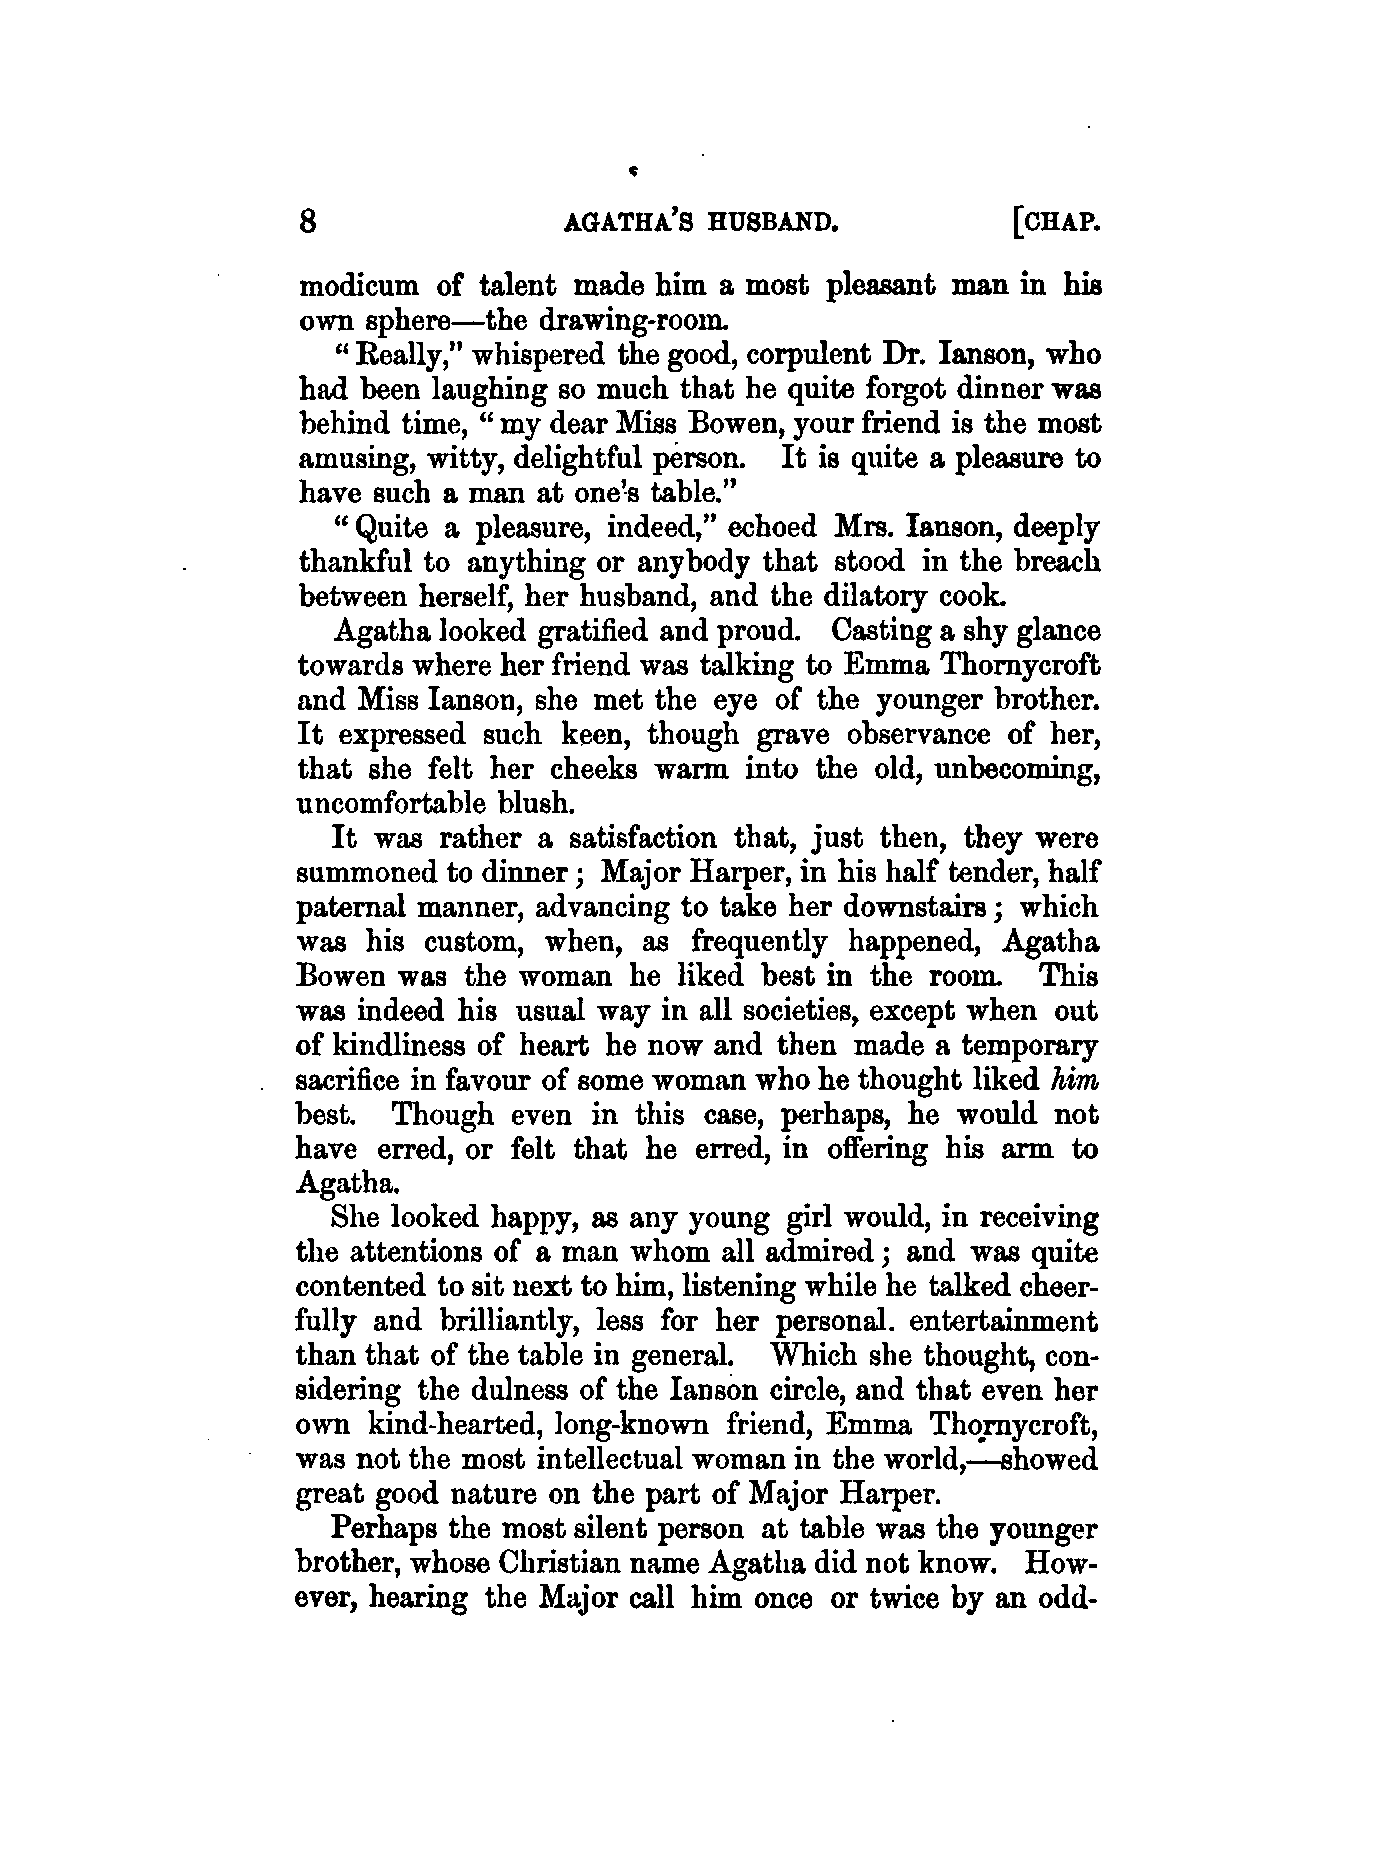 8 AGATHA'S HUSBAND. [CHAP.
modicum of talent made him a most pleasant man in his
own sphere—the drawing-room.
"Really," whispered the good, corpulent Dr. Ianson, who
had been laughing so much that he quite forgot dinner was
behind time, "my dear Miss Bowen, your friend is the most
amusing, witty, delightful person. It is quite a pleasure to
have such a man at one's table."
"Quite a pleasure, indeed," echoed Mrs. Ianson, deeply
thankful to anything or anybody that stood in the breach
between herself, her husband, and the dilatory cook.
Agatha looked gratified and proud. Casting a shy glance
towards where her friend was talking to Emma Thornycroft
and Miss Ianson, she met the eye of the younger brother.
It expressed such keen, though grave observance of her,
that she felt her cheeks warm into the old, unbecoming,
uncomfortable blush.
It was rather a satisfaction that, just then, they were
summoned to dinner; Major Harper, in his half tender, half
paternal manner, advancing to take her downstairs; which
was his custom, when, as frequently happened, Agatha
Bowen was the woman he liked best in the room. This
was indeed his usual way in all societies, except when out
of kindliness of heart he now and then made a temporary
sacrifice in favour of some woman who he thought liked him
best. Though even in this case, perhaps, he would not
have erred, or felt that he erred, in offering his arm to
Agatha.
She looked happy, as any young girl would, in receiving
the attentions of a man whom all admired; and was quite
contented to sit next to him, listening while he talked cheer-
fully and brilliantly, less for her personal. entertainment
than that of the table in general. Which she thought, con-
sidering the dulness of the Ianson circle, and that even her
own kind-hearted, long-known friend, Emma Thornycroft,
was not the most intellectual woman in the world,—showed
great good nature on the part of Major Harper.
Perhaps the most silent person at table was the younger
brother, whose Christian name Agatha did not know. How-
ever, hearing the Major call him once or twice by an odd-